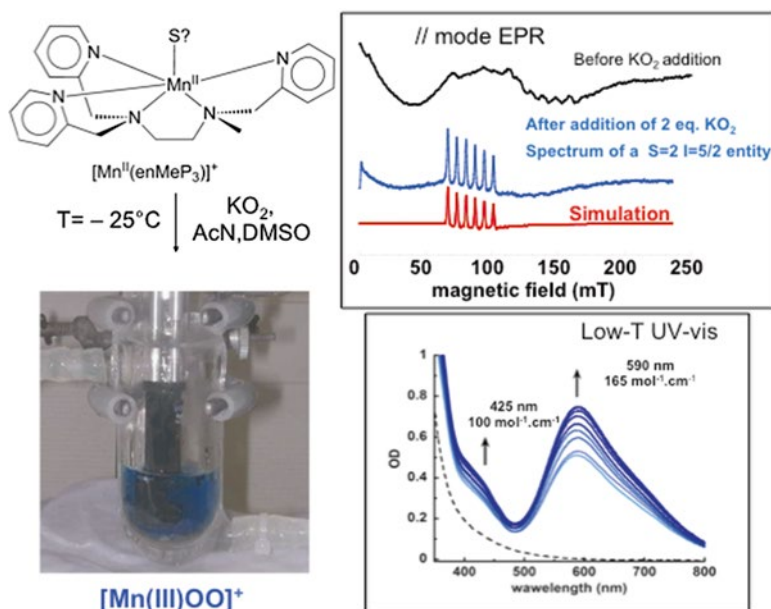 S?
N
Mn^II
N
N
N
N
[Mn^II(enMeP₃)]⁺
T= – 25°C
KO₂,
AcN,DMSO
[Mn(III)OO]⁺
// mode EPR
Before KO₂ addition
After addition of 2 eq. KO₂
Spectrum of a S=2 I=5/2 entity
Simulation
0 50 100 150 200 250
magnetic field (mT)
Low-T UV-vis
590 nm
165 mol⁻¹.cm⁻¹
425 nm
100 mol⁻¹.cm⁻¹
1
0.8
0.6
0.4
0.2
0
OD
400 500 600 700 800
wawelength (nm)